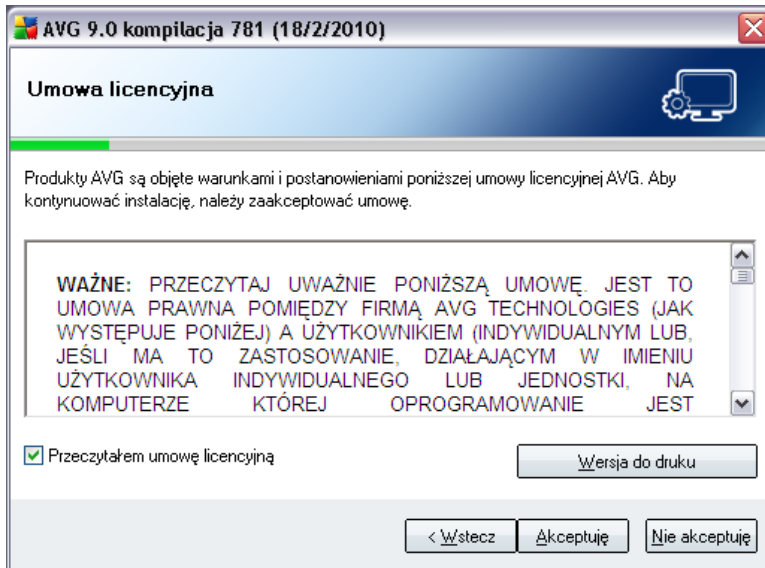 AVG 9.0 kompilacja 781 (18/2/2010)
Umowa licencyjna
Produkty AVG są objęte warunkami i postanowieniami poniższej umowy licencyjnej AVG. Aby
kontynuować instalację, należy zaakceptować umowę.
WAŻNE: PRZECZYTAJ UWAŻNIE PONIŻSZĄ UMOWĘ. JEST TO
UMOWA PRAWNA POMIĘDZY FIRMĄ AVG TECHNOLOGIES (JAK
WYSTĘPUJE PONIŻEJ) A UŻYTKOWNIKIEM (INDYWIDUALNYM LUB,
JEŚLI MA TO ZASTOSOWANIE, DZIAŁAJĄCYM W IMIENIU
UŻYTKOWNIKA INDYWIDUALNEGO LUB JEDNOSTKI, NA
KOMPUTERZE KTÓREJ OPROGRAMOWANIE JEST
Przeczytałem umowę licencyjną
Wersja do druku
< Wstecz
Akceptuję
Nie akceptuję